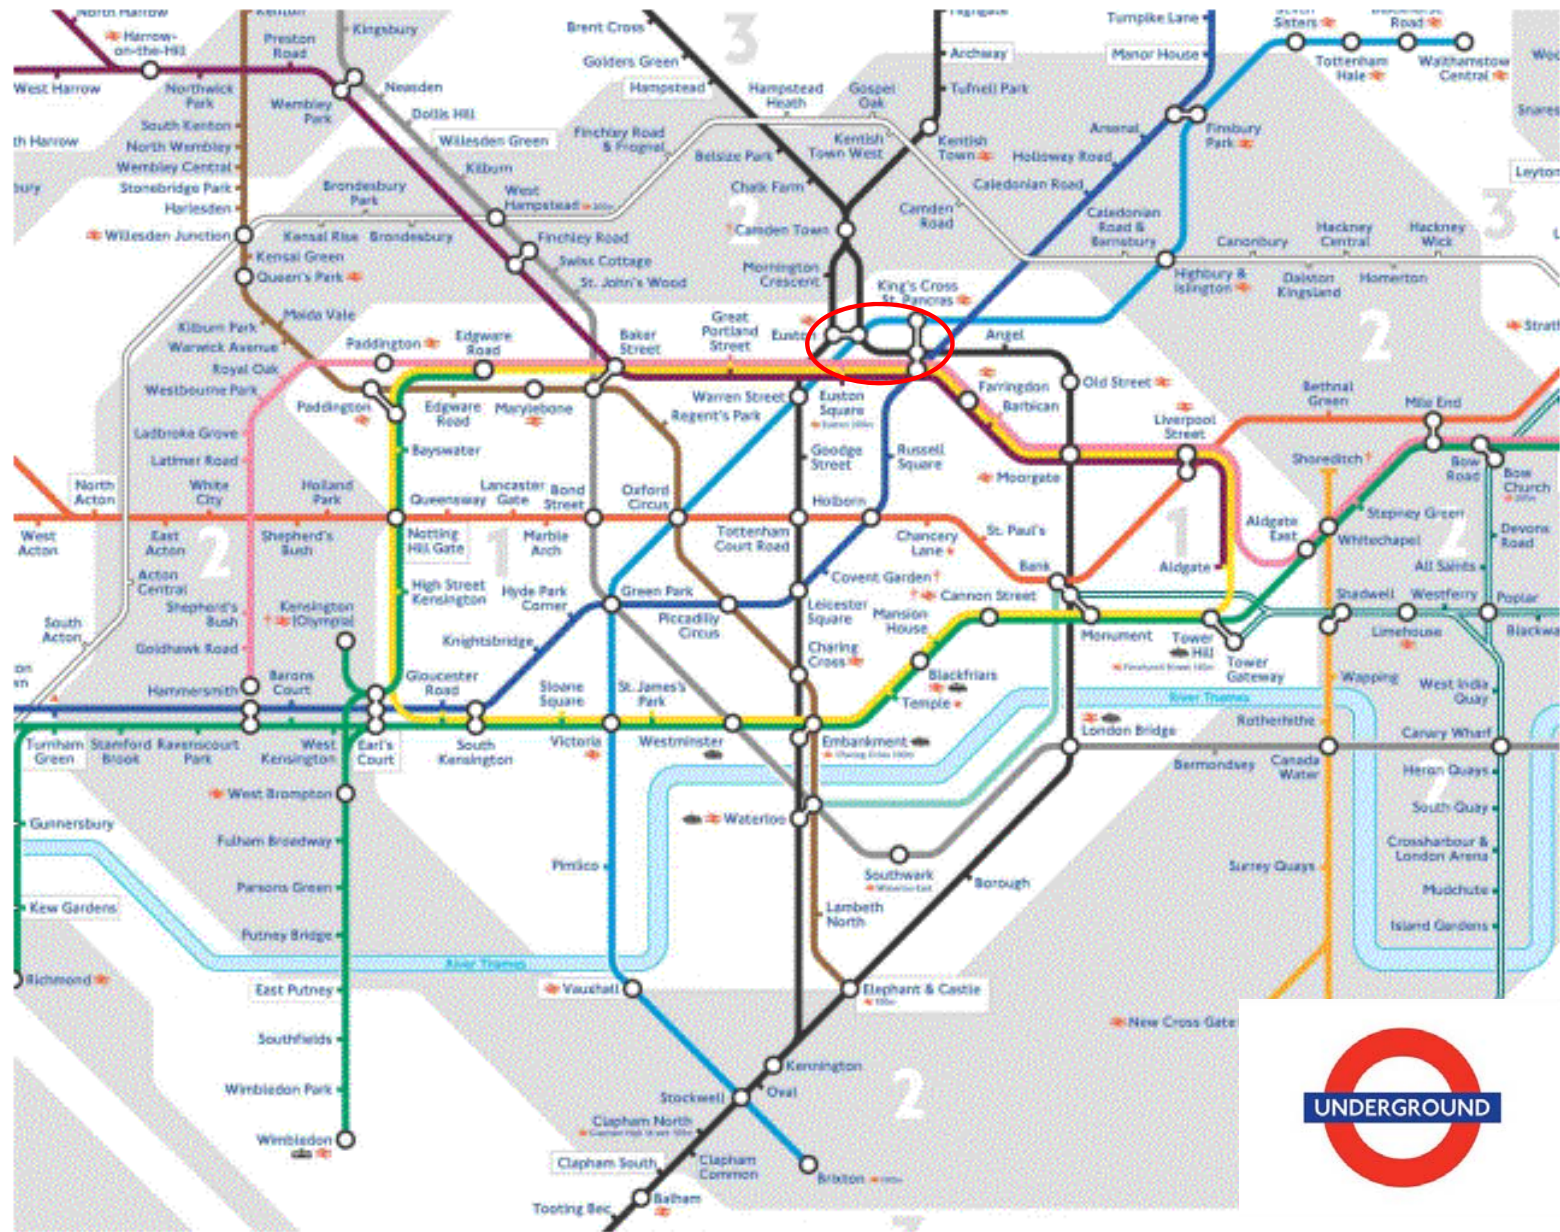 North Harrow
Harrow-
on-the-Hill
Kenton
Preston
Road
Kingsbury
West Harrow
Northwick
Park
Wembley
Park
Neasden
Dollis Hill
Willesden Green
Kilburn
South Kenton
North Wembley
Wembley Central
Stonebridge Park
Harlesden
Willesden Junction
Kensal Green
Queen's Park
Brondesbury
Park
Kensal Rise
Brondesbury
West
Hampstead
Finchley Road
Swiss Cottage
St. John's Wood
Finchley Road
& Frognal
Brent Cross
Golders Green
Hampstead
Hampstead
Heath
Belsize Park
Chalk Farm
Camden Town
Mornington
Crescent
3
2
Gospel
Oak
Kentish
Town West
Archway
Tufnell Park
Kentish
Town
Camden
Road
Turnpike Lane
Manor House
Arsenal
Holloway Road
Caledonian Road
Caledonian
Road &
Barnsbury
Finsbury
Park
Seven
Sisters
Blackhorse
Road
Tottenham
Hale
Walthamstow
Central
3
Highbury &
Islington
Canonbury
Dalston
Kingsland
Hackney
Central
Homerton
Hackney
Wick
2
Kilburn Park
Maida Vale
Warwick Avenue
Royal Oak
Westbourne Park
Ladbroke Grove
Latimer Road
Paddington
Edgware
Road
Baker
Street
Great
Portland
Street
Euston
King's Cross
St. Pancras
Angel
Paddington
Edgware
Road
Marylebone
Regent's Park
Warren Street
Euston
Square
Farringdon
Barbican
Old Street
Liverpool
Street
Bethnal
Green
Mile End
Bayswater
Goodge
Street
Russell
Square
Moorgate
Shoreditch
Bow
Road
Bow
Church
North
Acton
White
City
Holland
Park
Queensway
Lancaster
Gate
Bond
Street
Oxford
Circus
Holborn
West
Acton
East
Acton
Shepherd's
Bush
Notting
Hill Gate
Marble
Arch
Tottenham
Court Road
Chancery
Lane
St. Paul's
Aldgate
East
Stepney Green
Whitechapel
Devons
Road
2
1
1
2
Acton
Central
South
Acton
Shepherd's
Bush
Goldhawk Road
Hammersmith
Kensington
(Olympia)
High Street
Kensington
Hyde Park
Corner
Knightsbridge
Green Park
Piccadilly
Circus
Covent Garden
Leicester
Square
Charing
Cross
Cannon Street
Mansion
House
Bank
Monument
Aldgate
Tower
Hill
Tower
Gateway
Shadwell
Limehouse
Westferry
All Saints
Poplar
Barons
Court
Gloucester
Road
Sloane
Square
St. James's
Park
Blackfriars
Temple
River Thames
Wapping
Rotherhithe
West India
Quay
Canary Wharf
Turnham
Green
Stamford
Brook
Ravenscourt
Park
West
Kensington
Earl's
Court
South
Kensington
Victoria
Westminster
Embankment
London Bridge
Bermondsey
Canada
Water
Heron Quays
2
South Quay
Crossharbour &
London Arena
Mudchute
Island Gardens
Gunnersbury
Kew Gardens
Richmond
West Brompton
Fulham Broadway
Parsons Green
Putney Bridge
East Putney
Southfields
Wimbledon Park
Wimbledon
River Thames
Pimlico
Waterloo
Southwark
Lambeth
North
Borough
Surrey Quays
Vauxhall
Elephant & Castle
New Cross Gate
Kennington
Oval
Stockwell
Clapham North
Clapham South
Clapham
Common
Brixton
Tooting Bec
Balham
2
UNDERGROUND